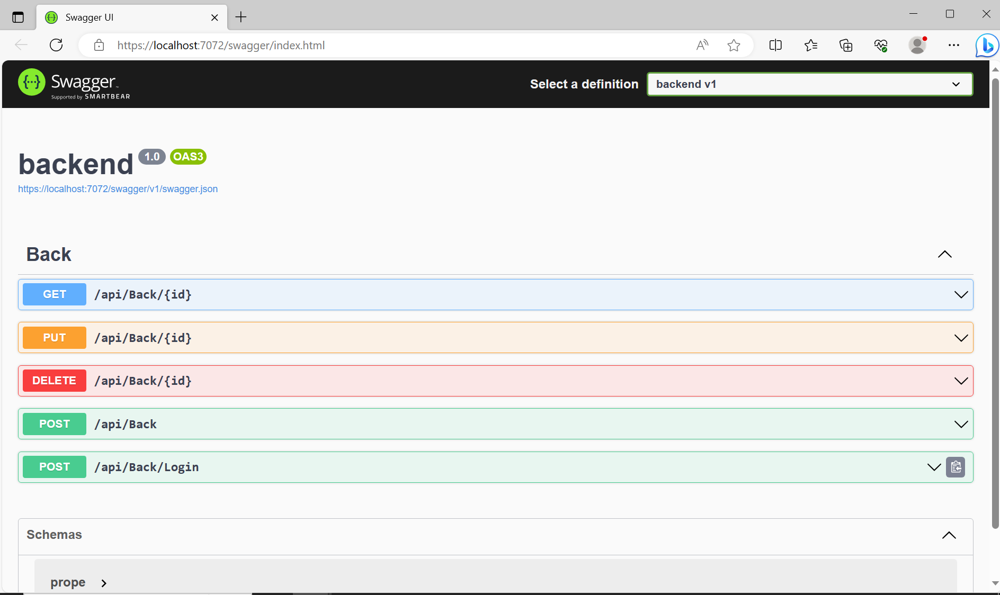 Swagger UI
https://localhost:7072/swagger/index.html
Swagger
Supported by SMARTBEAR
Select a definition
backend v1
backend 1.0 OAS3
https://localhost:7072/swagger/v1/swagger.json
Back
GET /api/Back/{id}
PUT /api/Back/{id}
DELETE /api/Back/{id}
POST /api/Back
POST /api/Back/Login
Schemas
prope